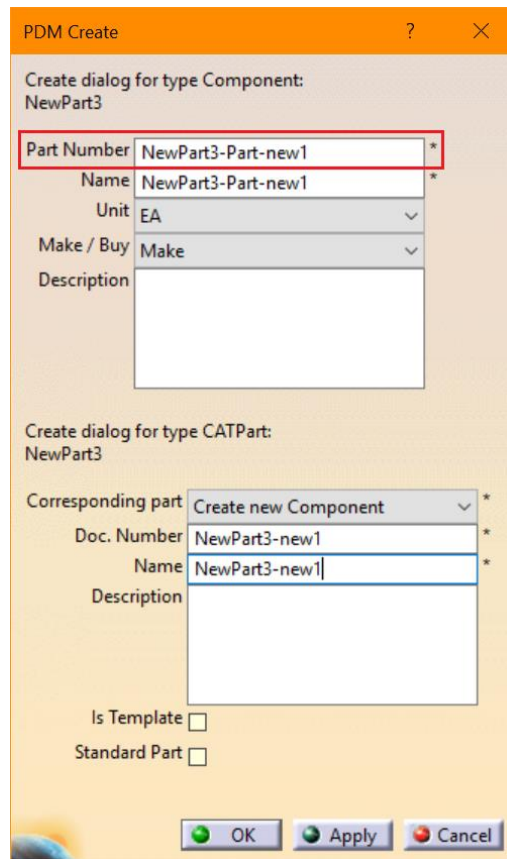 PDM Create ?
Create dialog for type Component:
NewPart3
Part Number NewPart3-Part-new1 *
Name NewPart3-Part-new1 *
Unit EA
Make / Buy Make
Description
Create dialog for type CATPart:
NewPart3
Corresponding part Create new Component *
Doc. Number NewPart3-new1 *
Name NewPart3-new1 *
Description
Is Template
Standard Part
OK Apply Cancel